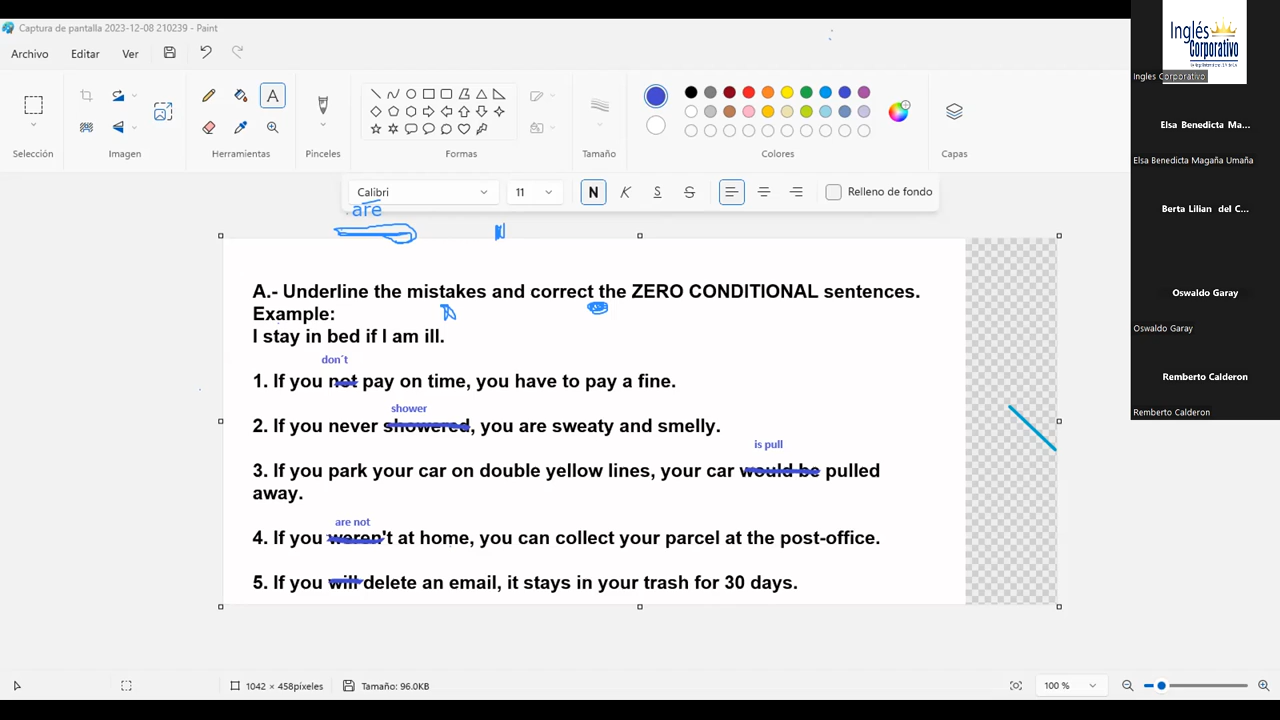 Captura de pantalla 2023-12-08 210239 - Paint
Archivo Editar Ver
Selección Imagen Herramientas Pinceles Formas Tamaño Colores Capas
Calibri 11 N K S S Relleno de fondo
are
A.- Underline the mistakes and correct the ZERO CONDITIONAL sentences.
Example:
I stay in bed if I am ill.
don´t
1. If you not pay on time, you have to pay a fine.
shower
2. If you never showered, you are sweaty and smelly.
is pull
3. If you park your car on double yellow lines, your car would be pulled
away.
are not
4. If you weren't at home, you can collect your parcel at the post-office.
5. If you will delete an email, it stays in your trash for 30 days.
1042 × 458píxeles Tamaño: 96.0KB 100 %
Inglés
Corporativo
Ingles Corporativo
Elsa Benedicta Ma...
Elsa Benedicta Magaña Umaña
Berta Lilian del C...
Oswaldo Garay
Oswaldo Garay
Remberto Calderon
Remberto Calderon